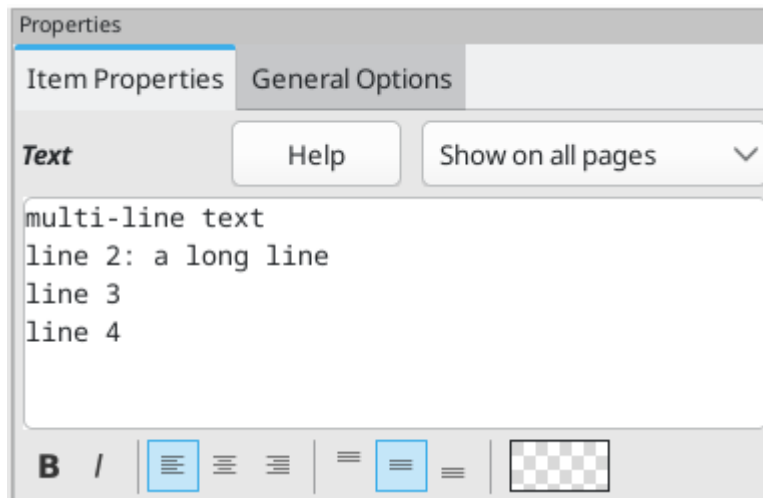 Properties
Item Properties General Options
Text Help Show on all pages
multi-line text
line 2: a long line
line 3
line 4
B I